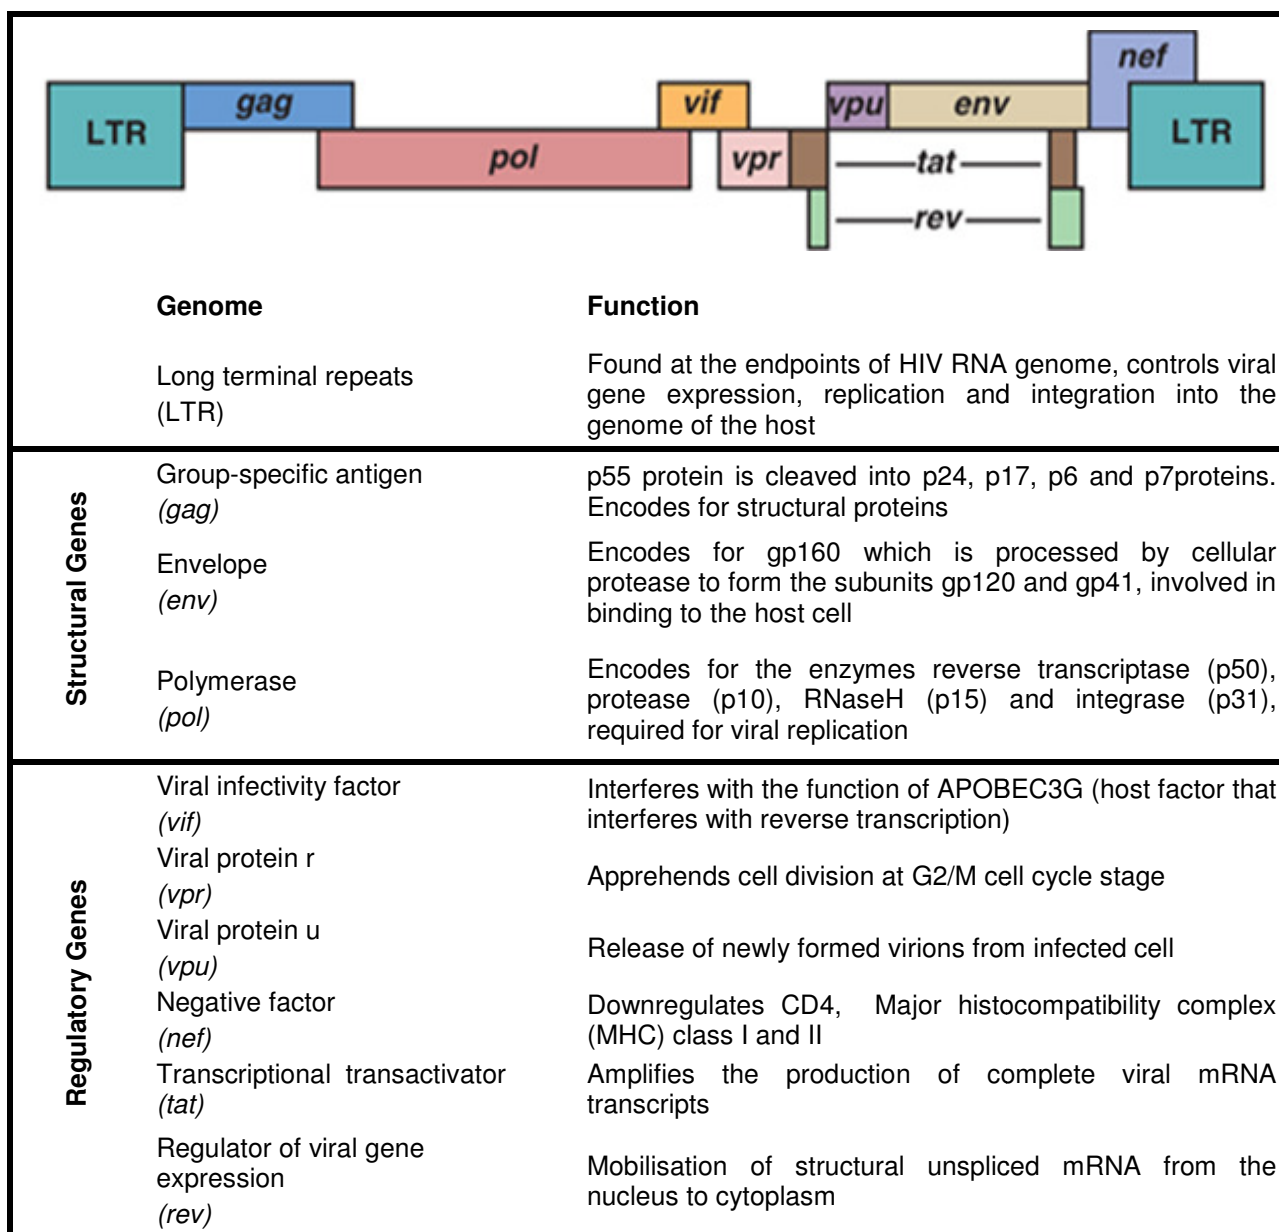 nef
gag
vif
vpu
env
LTR
LTR
pol
vpr
tat
rev
Genome
Function
Long terminal repeats
(LTR)
Found at the endpoints of HIV RNA genome, controls viral
gene expression, replication and integration into the
genome of the host
Structural Genes
Group-specific antigen
(gag)
p55 protein is cleaved into p24, p17, p6 and p7proteins.
Encodes for structural proteins
Envelope
(env)
Encodes for gp160 which is processed by cellular
protease to form the subunits gp120 and gp41, involved in
binding to the host cell
Polymerase
(pol)
Encodes for the enzymes reverse transcriptase (p50),
protease (p10), RNaseH (p15) and integrase (p31),
required for viral replication
Regulatory Genes
Viral infectivity factor
(vif)
Interferes with the function of APOBEC3G (host factor that
interferes with reverse transcription)
Viral protein r
(vpr)
Apprehends cell division at G2/M cell cycle stage
Viral protein u
(vpu)
Release of newly formed virions from infected cell
Negative factor
(nef)
Downregulates CD4, Major histocompatibility complex
(MHC) class I and II
Transcriptional transactivator
(tat)
Amplifies the production of complete viral mRNA
transcripts
Regulator of viral gene
expression
(rev)
Mobilisation of structural unspliced mRNA from the
nucleus to cytoplasm